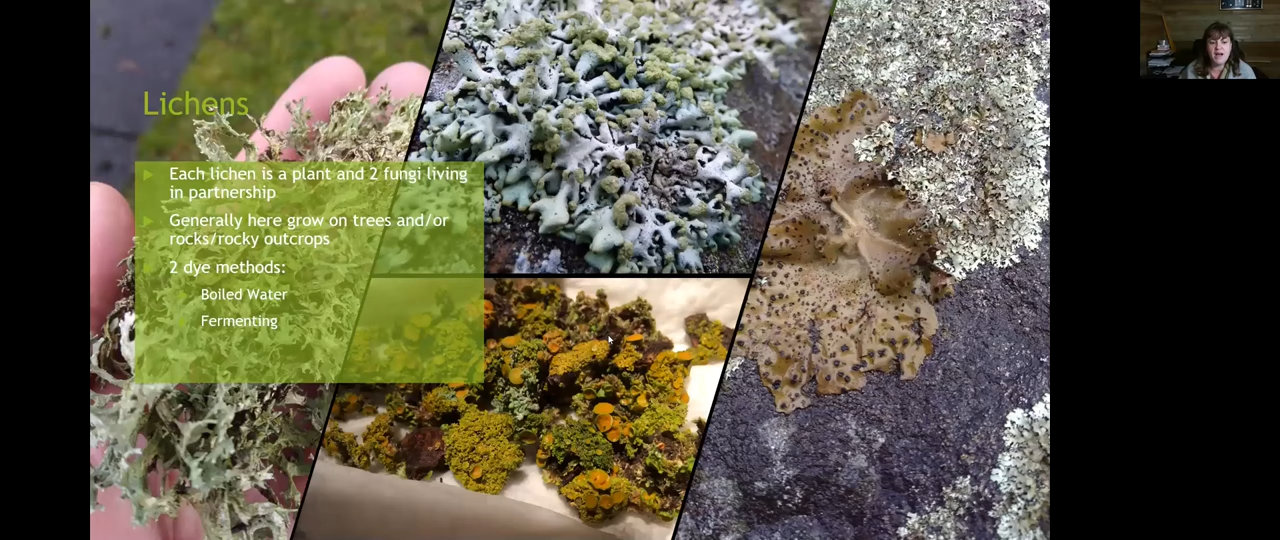 Lichens
Each lichen is a plant and 2 fungi living
in partnership
Generally here grow on trees and/or
rocks/rocky outcrops
2 dye methods:
Boiled Water
Fermenting